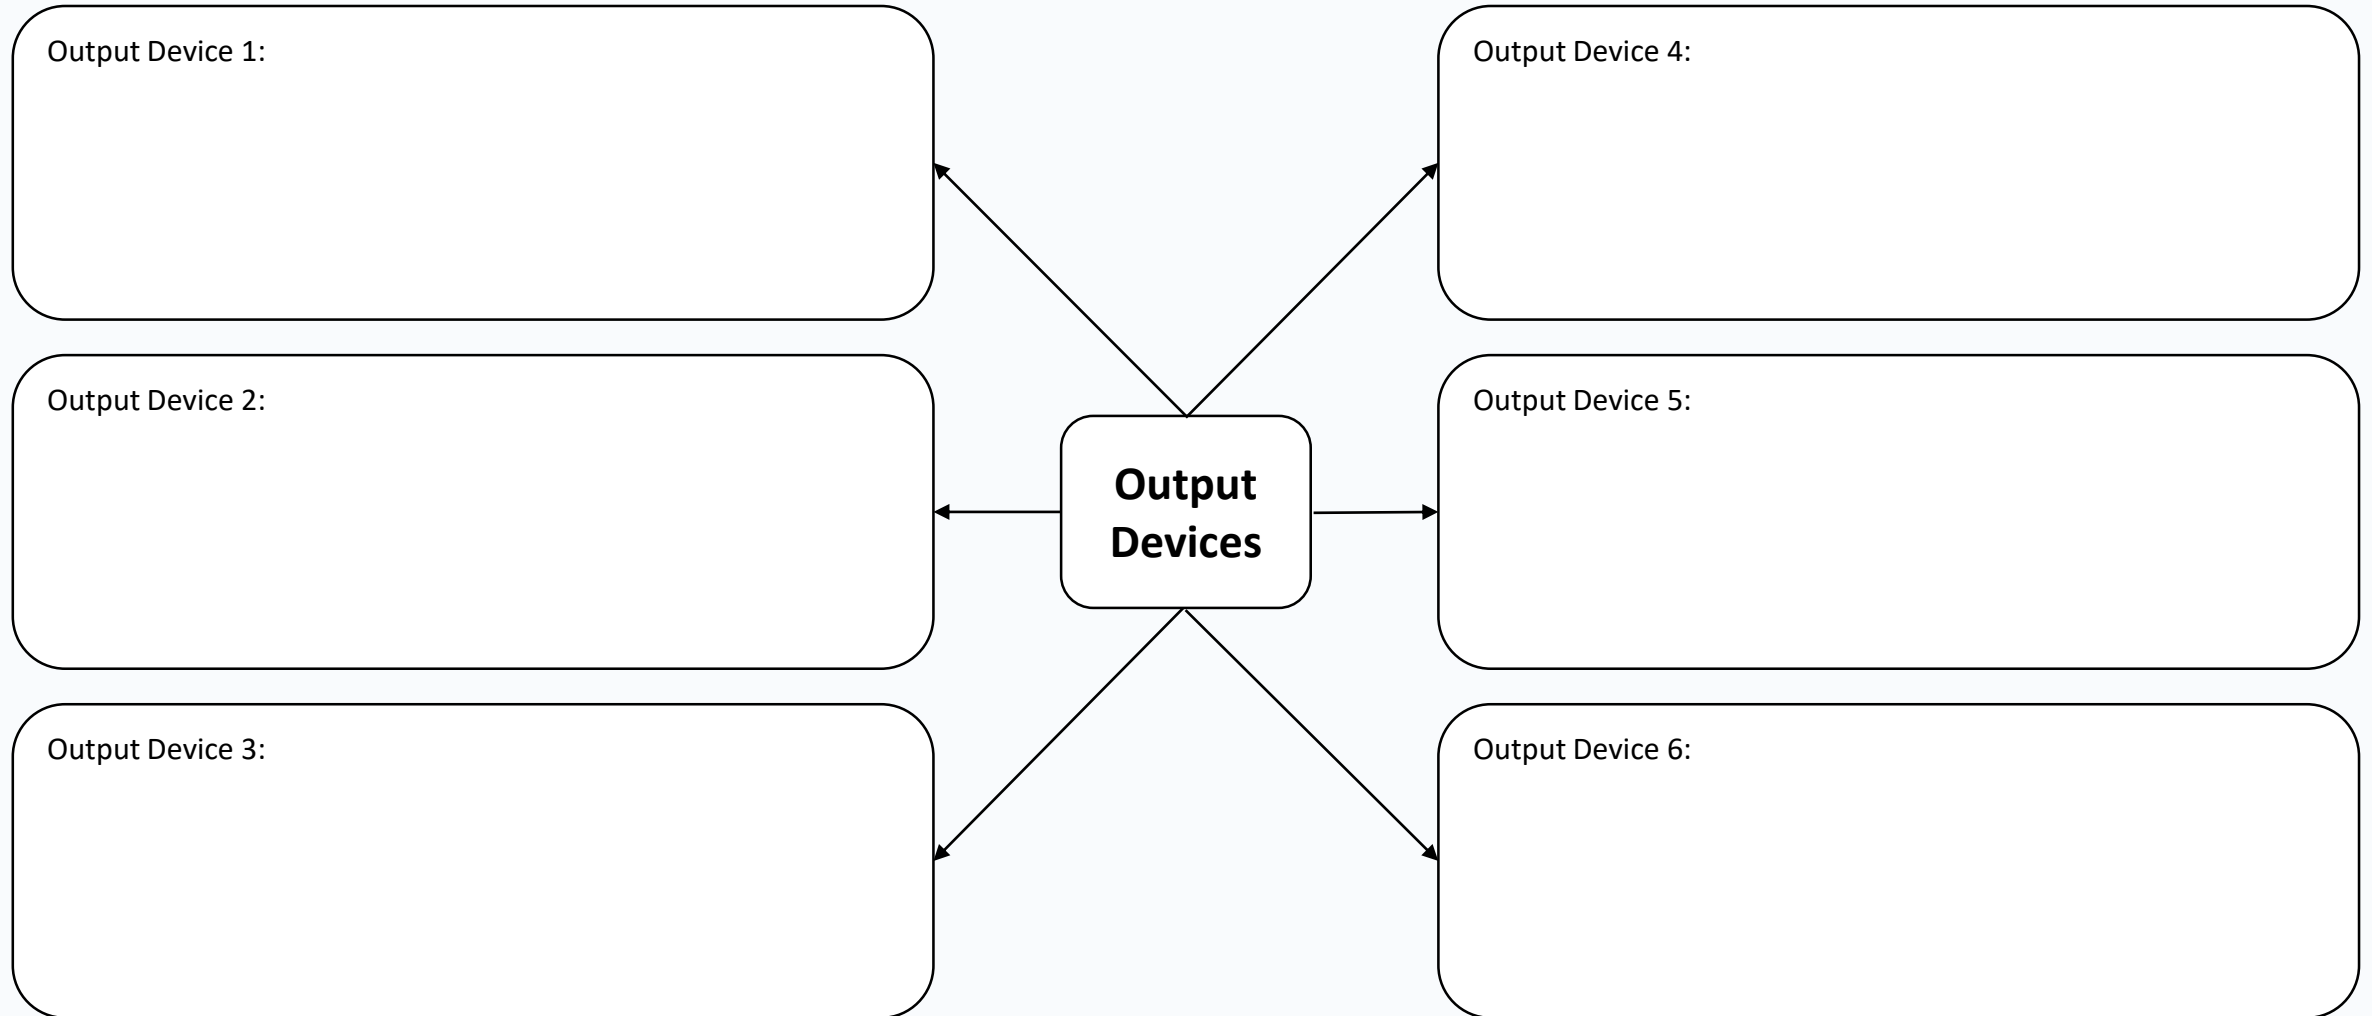 Output Device 1:
Output Device 2:
Output Device 3:
Output
Devices
Output Device 4:
Output Device 5:
Output Device 6: